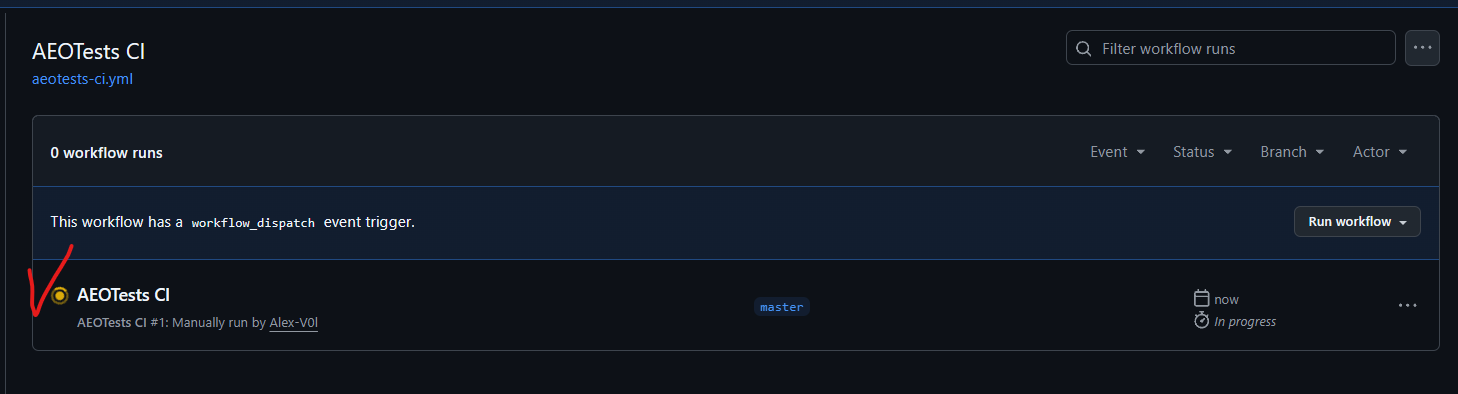 AEOTests CI
Filter workflow runs
aeotests-ci.yml
0 workflow runs
Event Status Branch Actor
This workflow has a workflow_dispatch event trigger.
Run workflow
AEOTests CI
master
now
AEOTests CI #1: Manually run by Alex-V0l
In progress